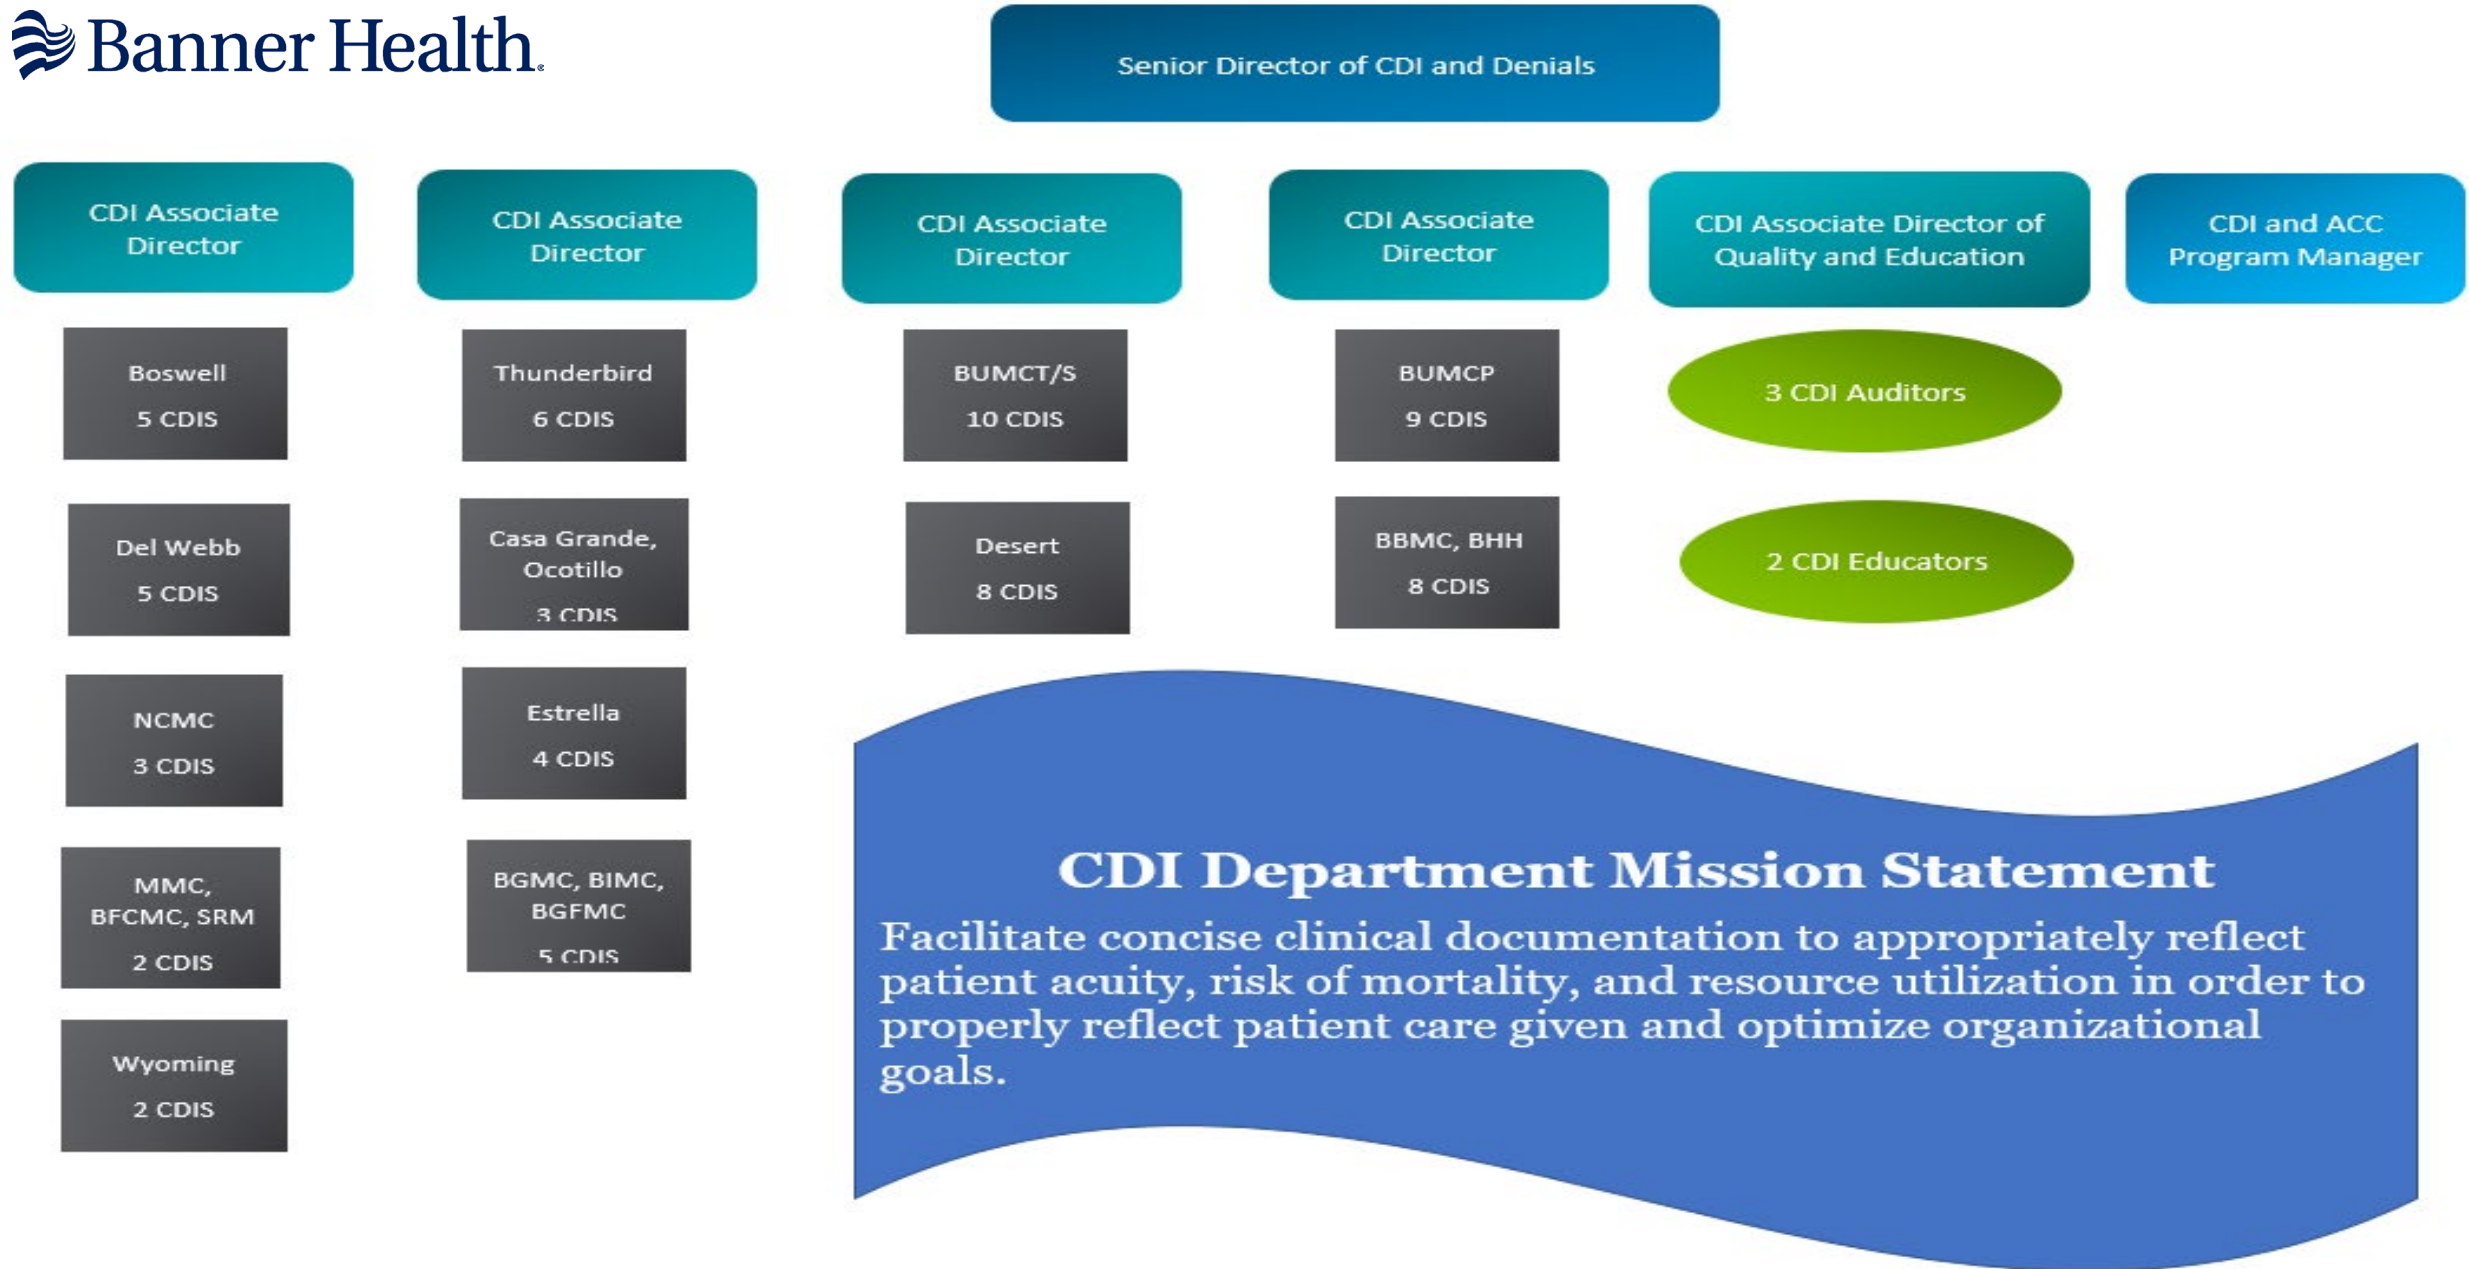 Banner Health®
Senior Director of CDI and Denials
CDI Associate
Director
Boswell
5 CDIS
Del Webb
5 CDIS
NCMC
3 CDIS
MMC,
BFCMC, SRM
2 CDIS
Wyoming
2 CDIS
CDI Associate
Director
Thunderbird
6 CDIS
Casa Grande,
Ocotillo
3 CDIS
Estrella
4 CDIS
BGMC, BIMC,
BGFMC
5 CDIS
CDI Associate
Director
BUMCT/S
10 CDIS
Desert
8 CDIS
CDI Associate
Director
BUMCP
9 CDIS
BBMC, BHH
8 CDIS
CDI Associate Director of
Quality and Education
3 CDI Auditors
2 CDI Educators
CDI and ACC
Program Manager
CDI Department Mission Statement
Facilitate concise clinical documentation to appropriately reflect
patient acuity, risk of mortality, and resource utilization in order to
properly reflect patient care given and optimize organizational
goals.